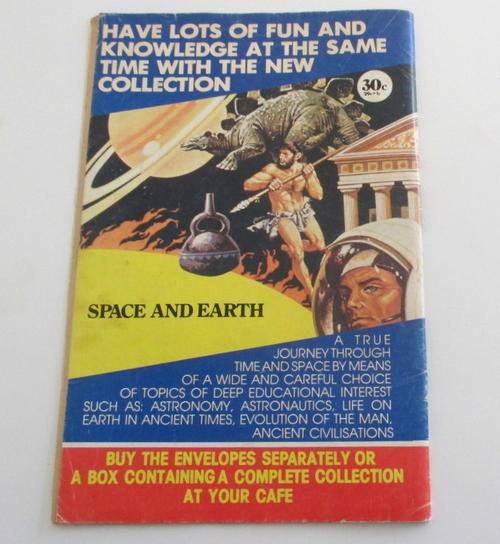 HAVE LOTS OF FUN AND
KNOWLEDGE AT THE SAME
TIME WITH THE NEW
COLLECTION
30c
SPACE AND EARTH
A TRUE
JOURNEY THROUGH
TIME AND SPACE BY MEANS
OF A WIDE AND CAREFUL CHOICE
OF TOPICS OF DEEP EDUCATIONAL INTEREST
SUCH AS: ASTRONOMY, ASTRONAUTICS, LIFE ON
EARTH IN ANCIENT TIMES, EVOLUTION OF THE MAN,
ANCIENT CIVILISATIONS
BUY THE ENVELOPES SEPARATELY OR
A BOX CONTAINING A COMPLETE COLLECTION
AT YOUR CAFE